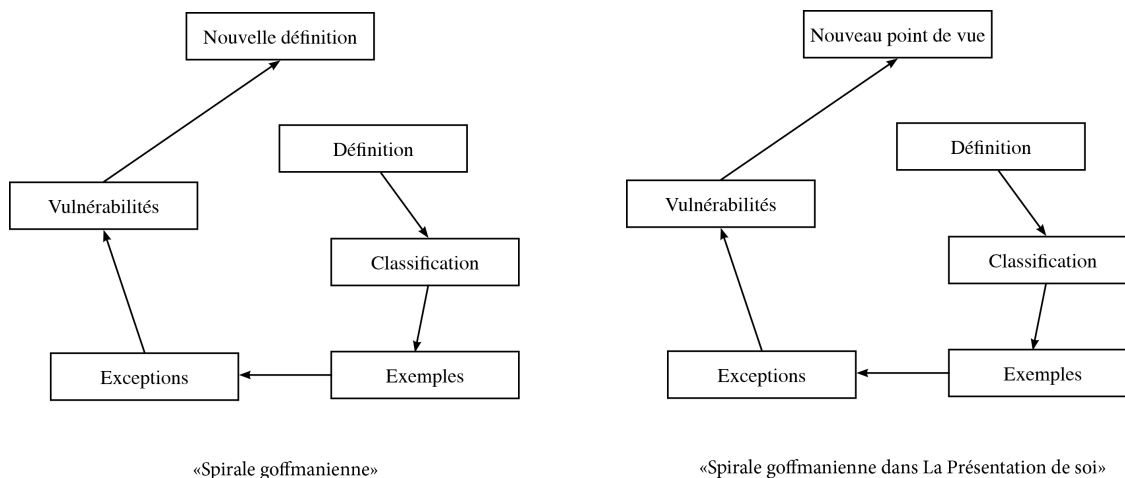 Nouvelle définition
Définition
Vulnérabilités
Classification
Exceptions
Exemples
«Spirale goffmanienne»
Nouveau point de vue
Définition
Vulnérabilités
Classification
Exceptions
Exemples
«Spirale goffmanienne dans La Présentation de soi»